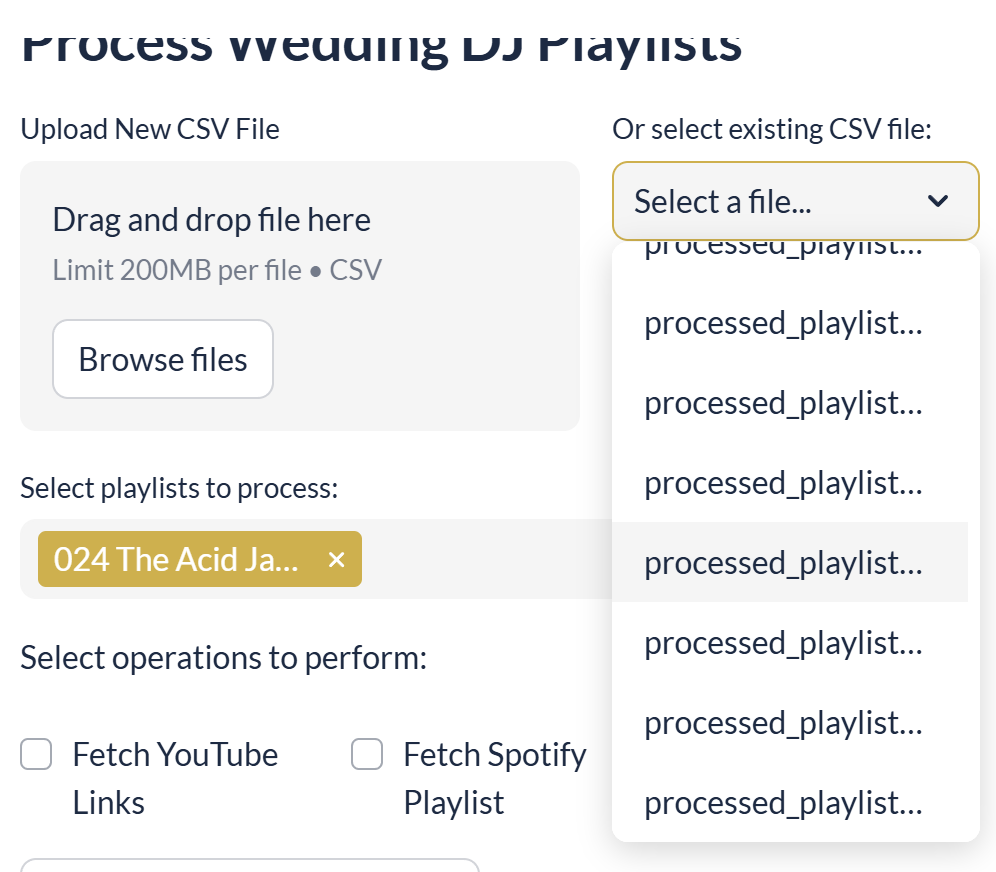 Process Wedding DJ Playlists
Upload New CSV File
Drag and drop file here
Limit 200MB per file • CSV
Browse files
Or select existing CSV file:
Select a file...
processed_playlist...
processed_playlist...
processed_playlist...
processed_playlist...
processed_playlist...
processed_playlist...
processed_playlist...
processed_playlist...
Select playlists to process:
024 The Acid Ja... ×
Select operations to perform:
Fetch YouTube
Links
Fetch Spotify
Playlist